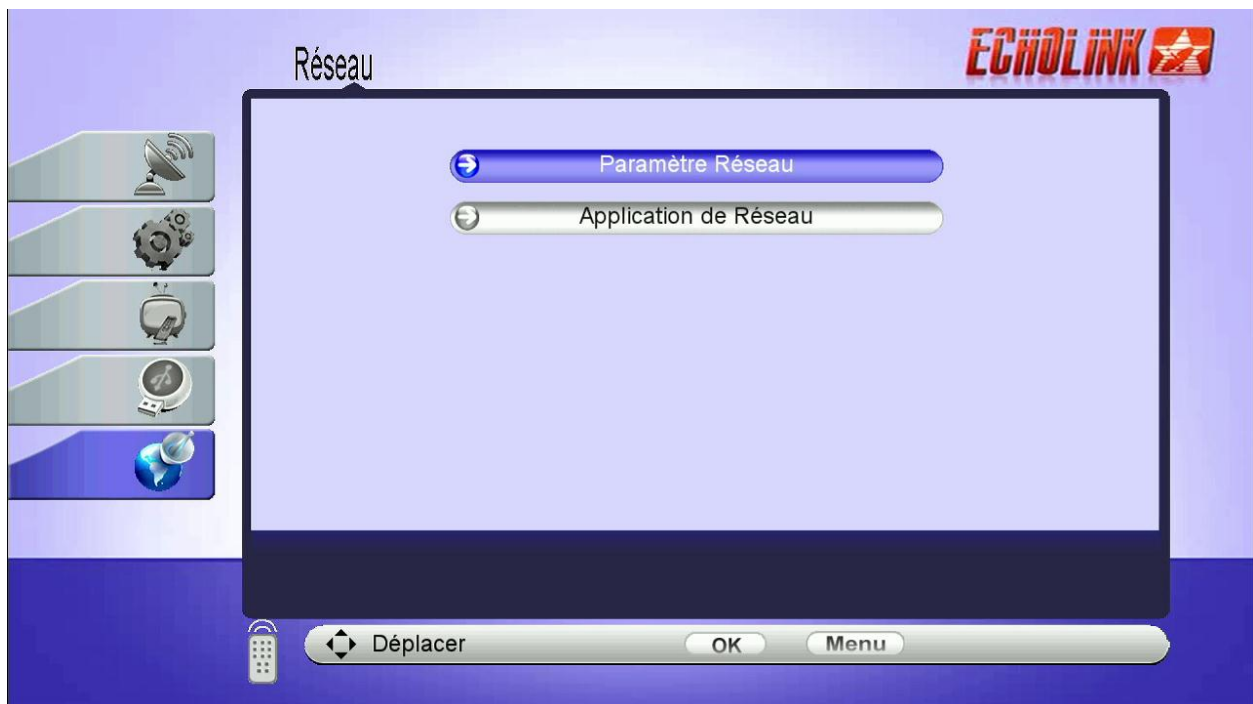 Réseau
ECHOLINK
Paramètre Réseau
Application de Réseau
Déplacer
OK
Menu